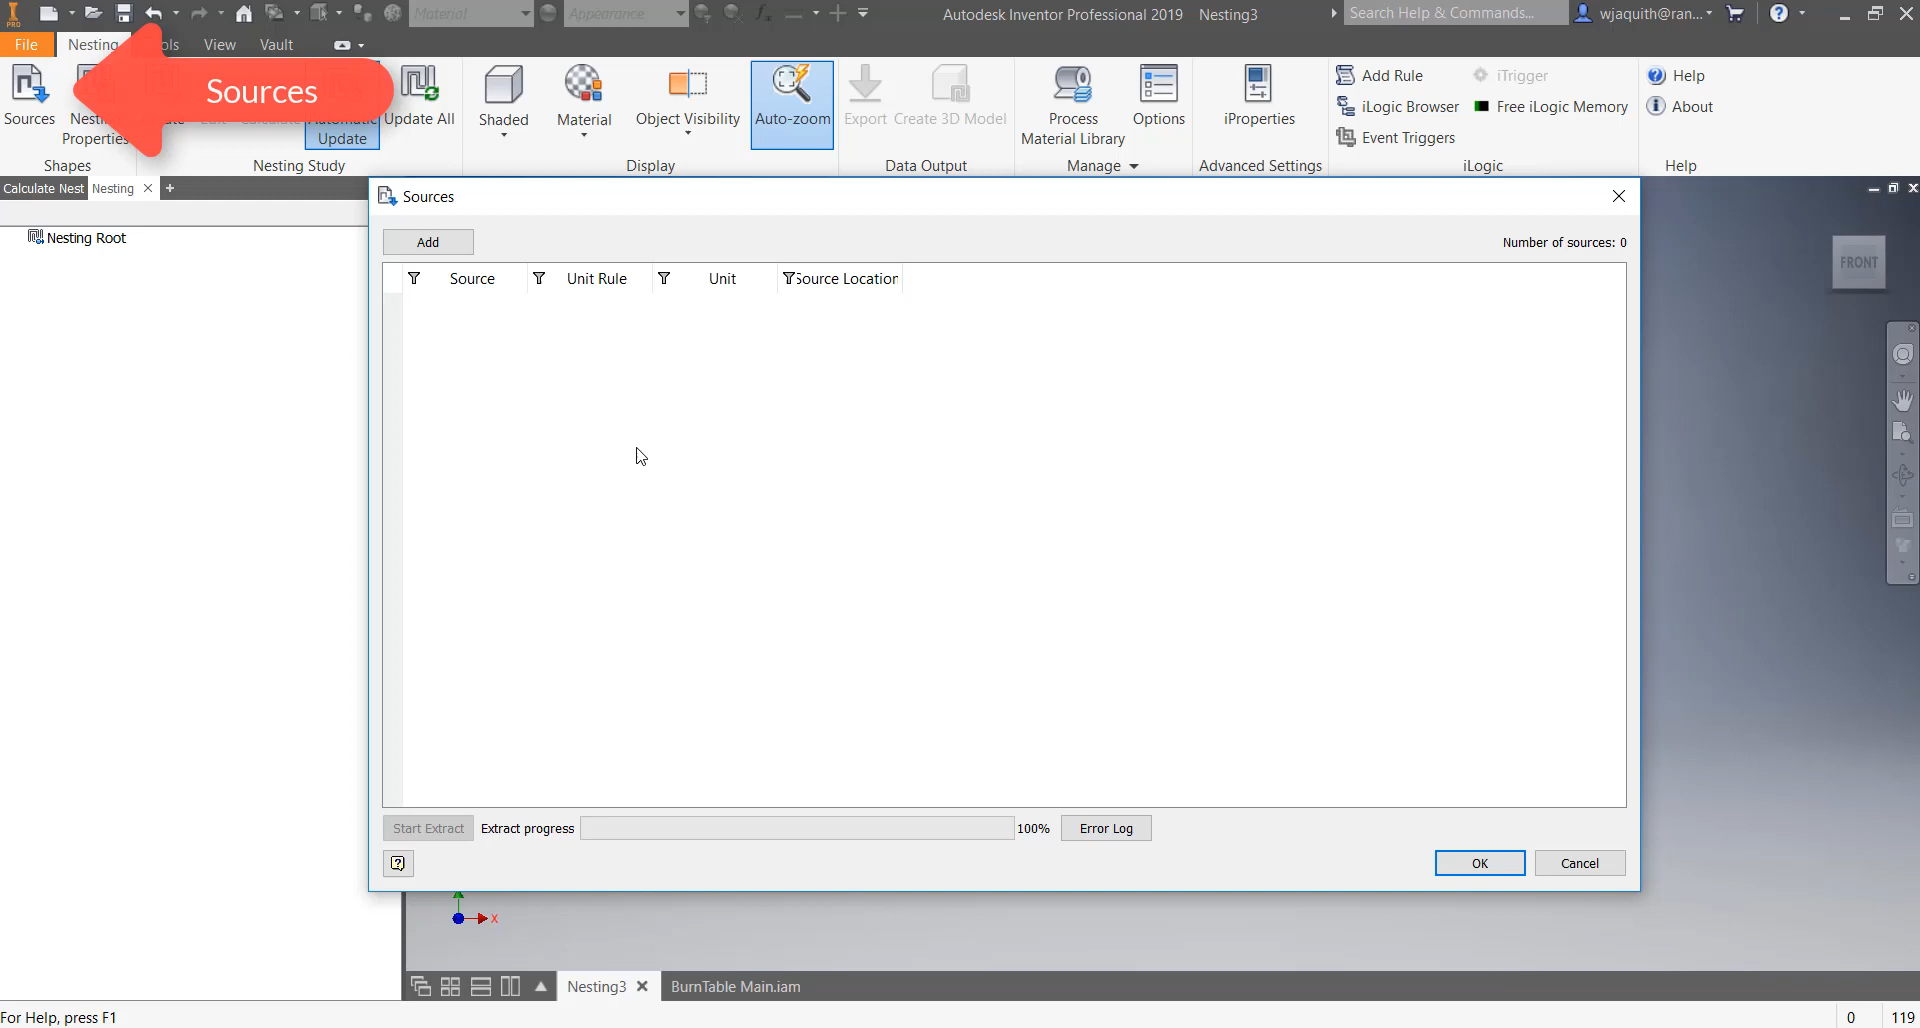 PRO
Material
Appearance
Autodesk Inventor Professional 2019 Nesting3
Search Help & Commands...
wjaquith@ran...
File Nesting View Vault
Sources
Sources
Update All
Shaded
Material
Object Visibility
Auto-zoom
Export
Create 3D Model
Process
Material Library
Options
iProperties
Add Rule
iTrigger
iLogic Browser
Free iLogic Memory
Event Triggers
Help
About
Properties
Update
Shapes
Nesting Study
Display
Data Output
Manage
Advanced Settings
iLogic
Help
Calculate Nest Nesting
Sources
Nesting Root
Add
Number of sources: 0
Source Unit Rule Unit Source Location
FRONT
Start Extract Extract progress 100% Error Log
OK Cancel
X
Nesting3 BurnTable Main.iam
For Help, press F1
0 119